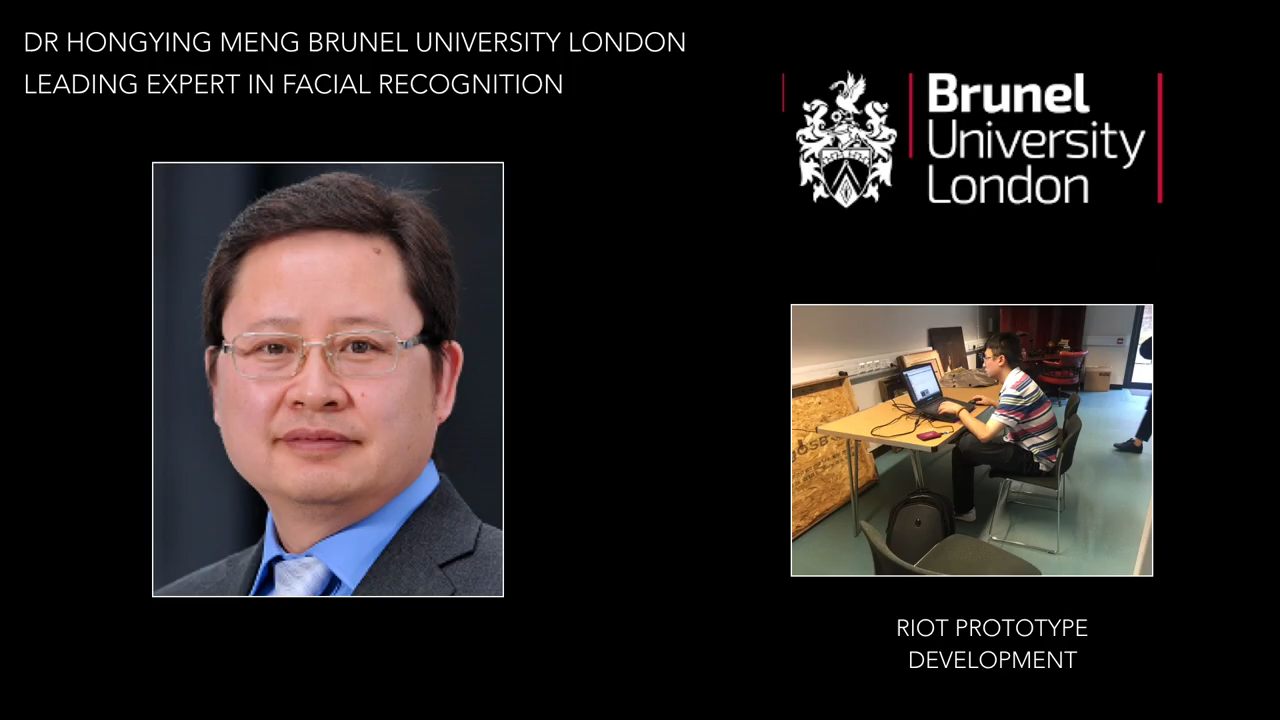 DR HONGYING MENG BRUNEL UNIVERSITY LONDON
LEADING EXPERT IN FACIAL RECOGNITION
Brunel
University
London
RIOT PROTOTYPE
DEVELOPMENT